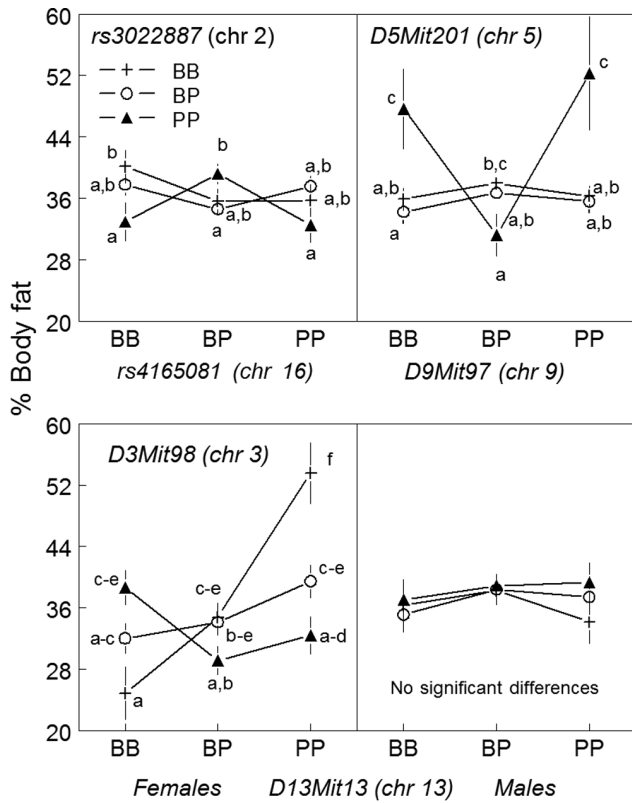 60
52
44
36
28
20
rs3022887 (chr 2)
BB
BP
PP
b
a,b
a
b
a,b
a
a,b
a,b
a
BB BP PP
rs4165081 (chr 16)
D5Mit201 (chr 5)
c
a,b
a
b,c
a,b
a
c
a,b
a,b
BB BP PP
D9Mit97 (chr 9)
% Body fat
60
52
44
36
28
20
D3Mit98 (chr 3)
c-e
a-c
a
c-e
b-e
a,b
f
c-e
a-d
BB BP PP
No significant differences
BB BP PP
Females D13Mit13 (chr 13) Males